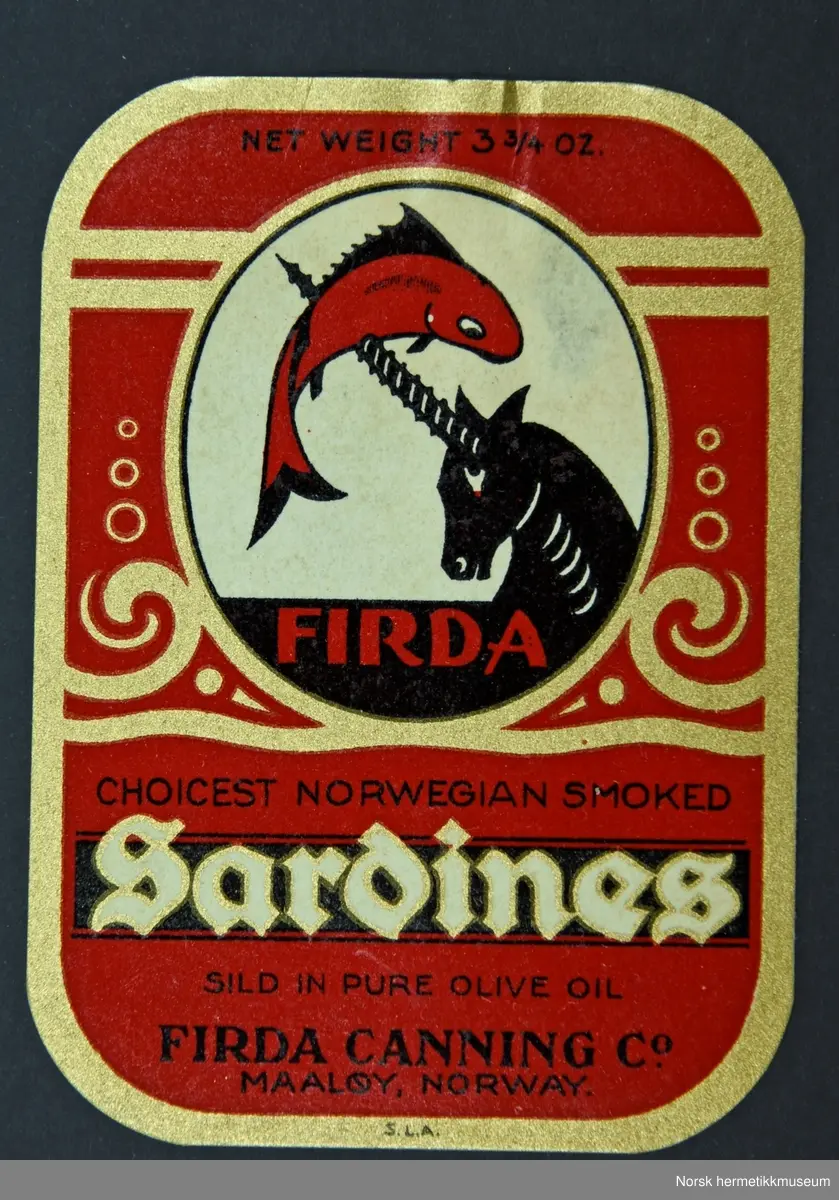 NET WEIGHT 3 3/4 OZ.
FIRDA
CHOICEST NORWEGIAN SMOKED
Sardines
SILD IN PURE OLIVE OIL
FIRDA CANNING Cº.
MAALØY, NORWAY.
S.L.A.
Norsk hermetikkmuseum